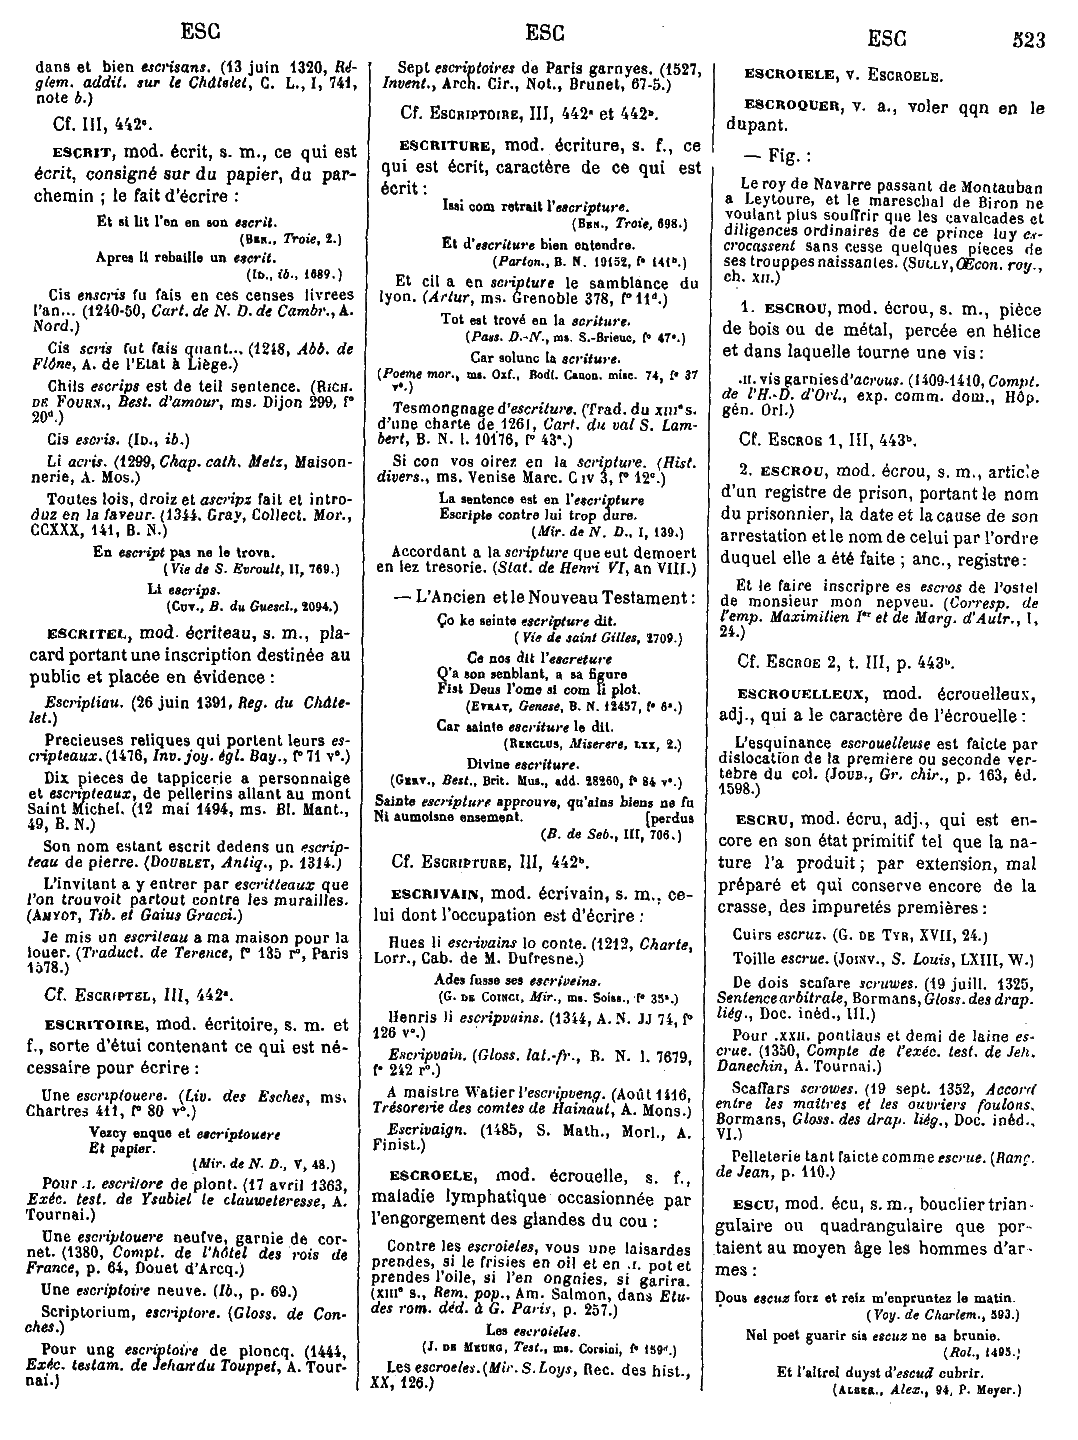 ESC
ESC
ESC
523
dans et bien escrisans. (13 juin 1320, Ré-
glem. addit. sur le Châtelet, C. L., I, 741,
note b.)
Cf. III, 442ᵃ.
ESCRIT, mod. écrit, s. m., ce qui est
écrit, consigné sur du papier, du par-
chemin ; le fait d'écrire :
Et si lit l'en en son escrit.
(BEN., Troie, 2.)
Apres li rebaille un escrit.
(ID., ib., 1689.)
Cis enscris fu fais en ces censes livrees
l'an... (1240-50, Cart. de N. D. de Cambr., A.
Nord.)
Cis scris fut fais quant... (1248, Abb. de
Flône, A. de l'Etat à Liège.)
Chils escrips est de teil sentence. (RICH.
DE FOURN., Best. d'amour, ms. Dijon 299, fᵒ
20ᵈ.)
Cis escris. (ID., ib.)
Li acris. (1299, Chap. cath. Metz, Maison-
nerie, A. Mos.)
Toutes lois, droiz et ascripz fait et intro-
duz en la faveur. (1344, Gray, Collect. Mor.,
CCXXX, 141, B. N.)
En escript pas ne le trova.
(Vie de S. Evroult, II, 769.)
Li escrips.
(CUV., B. du Guescl., 2094.)
ESCRITEL, mod. écriteau, s. m., pla-
card portant une inscription destinée au
public et placée en évidence :
Escripliau. (26 juin 1391, Reg. du Châte-
let.)
Precieuses reliques qui portent leurs es-
cripteaux. (1476, Inv. joy. égl. Bay., fᵒ 71 vᵒ.)
Dix pieces de tappicerie a personnaige
et escripteaux, de pellerins allant au mont
Saint Michel. (12 mai 1494, ms. Bl. Mant.,
49, B. N.)
Son nom estant escrit dedens un escrip-
teau de pierre. (DOUBLET, Antiq., p. 1314.)
L'invitant a y entrer par escritteaux que
l'on trouvoit partout contre les murailles.
(AMYOT, Tib. et Gaius Gracci.)
Je mis un escriteau a ma maison pour la
louer. (Traduct. de Terence, fᵒ 135 rᵒ, Paris
1578.)
Cf. ESCRIPTEL, III, 442ᵃ.
ESCRITOIRE, mod. écritoire, s. m. et
f., sorte d'étui contenant ce qui est né-
cessaire pour écrire :
Une escriptouere. (Liv. des Esches, ms.
Chartres 411, fᵒ 80 vᵒ.)
Vezcy enque et escriptouere
Et papier.
(Mir. de N. D., V, 48.)
Pour .I. escritore de plont. (17 avril 1363,
Exéc. test. de Ysabiel le clauweteresse, A.
Tournai.)
Une escriptouere neufve, garnie de cor-
net. (1380, Compt. de l'hôtel des rois de
France, p. 64, Douet d'Arcq.)
Une escriptoire neuve. (Ib., p. 69.)
Scriptorium, escriptore. (Gloss. de Con-
ches.)
Pour ung escriptoire de ploncq. (1444,
Exéc. testam. de Jehan du Touppet, A. Tour-
nai.)
Sept escriptoires de Paris garnyes. (1527,
Invent., Arch. Cir., Not., Brunet, 67-5.)
Cf. ESCRIPTOIRE, III, 442ᵃ et 442ᵇ.
ESCRITURE, mod. écriture, s. f., ce
qui est écrit, caractère de ce qui est
écrit :
Issi com retrait l'escripture.
(BEN., Troie, 698.)
Et d'escriture bien entendre.
(Parton., B. N. 19152, fᵒ 141ᵇ.)
Et cil a en scripture le samblance du
lyon. (Artur, ms. Grenoble 378, fᵒ 11ᵈ.)
Tot est trové en la scriture.
(Pass. D.-N., ms. S.-Brieuc, fᵒ 47ᵃ.)
Car solunc la scriture.
(Poeme mor., ms. Oxf., Bodl. Canon. misc. 74, fᵒ 37
vᵒ.)
Tesmongnage d'escriture. (Trad. du XIIIᵉ s.
d'une charte de 1261, Cart. du val S. Lam-
bert, B. N. l. 10176, fᵒ 43ᵃ.)
Si con vos oirez en la scripture. (Hist.
divers., ms. Venise Marc. C IV 3, fᵒ 12ᶜ.)
La sentence est en l'escripture
Escripte contre lui trop dure.
(Mir. de N. D., I, 139.)
Accordant a la scripture que eut demoert
en lez tresorie. (Stat. de Henri VI, an VIII.)
— L'Ancien et le Nouveau Testament :
Ço ke seinte escripture dit.
(Vie de saint Gilles, 2709.)
Ce nos dit l'escreture
Q'a son senblant, a sa figure
Fist Deus l'ome si com li plot.
(EVRAT, Genese, B. N. 12457, fᵒ 6ᵃ.)
Car sainte escriture le dit.
(RENCLUS, Miserere, LXX, 2.)
Divine escriture.
(GERV., Best., Brit. Mus., add. 28260, fᵒ 84 vᵒ.)
Sainte escripture approuve, qu'ains biens ne fu
Ni aumoisne ensement. [perdus
(B. de Seb., III, 706.)
Cf. ESCRIPTURE, III, 442ᵇ.
ESCRIVAIN, mod. écrivain, s. m., ce-
lui dont l'occupation est d'écrire :
Hues li escrivains lo conte. (1212, Charte,
Lorr., Cab. de M. Dufresne.)
Ades fusse ses escriveins.
(G. DE COINCI, Mir., ms. Soiss., fᵒ 35ᵃ.)
Henris li escripvains. (1344, A. N. JJ 74, fᵒ
126 vᵒ.)
Escripvain. (Gloss. lat.-fr., B. N. l. 7679,
fᵒ 242 rᵒ.)
A maistre Watier l'escripveng. (Août 1416,
Trésorerie des comtes de Hainaut, A. Mons.)
Escrivaign. (1485, S. Math., Morl., A.
Finist.)
ESCROELE, mod. écrouelle, s. f.,
maladie lymphatique occasionnée par
l'engorgement des glandes du cou :
Contre les escroieles, vous une laisardes
prendes, si le frisies en oil et en .I. pot et
prendes l'oile, si l'en ongnies, si garira.
(XIIIᵉ s., Rem. pop., Am. Salmon, dans Etu-
des rom. déd. à G. Paris, p. 257.)
Les escroieles.
(J. DE MEUNG, Test., ms. Corsini, fᵒ 159ᵈ.)
Les escroeles. (Mir. S. Loys, Rec. des hist.,
XX, 126.)
ESCROIELE, V. ESCROELE.
ESCROQUER, v. a., voler qqn en le
dupant.
— Fig. :
Le roy de Navarre passant de Montauban
a Leytoure, et le mareschal de Biron ne
voulant plus souffrir que les cavalcades et
diligences ordinaires de ce prince luy es-
crocassent sans cesse quelques pieces de
ses trouppes naissantes. (SULLY, Œcon. roy.,
ch. XII.)
1. ESCROU, mod. écrou, s. m., pièce
de bois ou de métal, percée en hélice
et dans laquelle tourne une vis :
.II. vis garnies d'acrous. (1409-1410, Compt.
de l'H.-D. d'Orl., exp. comm. dom., Hôp.
gén. Orl.)
Cf. ESCROE 1, III, 443ᵇ.
2. ESCROU, mod. écrou, s. m., article
d'un registre de prison, portant le nom
du prisonnier, la date et la cause de son
arrestation et le nom de celui par l'ordre
duquel elle a été faite ; anc., registre :
Et le faire inscripre es escros de l'ostel
de monsieur mon nepveu. (Corresp. de
l'emp. Maximilien Iᵉʳ et de Marg. d'Autr., I,
24.)
Cf. ESCROE 2, t. III, p. 443ᵇ.
ESCROUELLEUX, mod. écrouelleux,
adj., qui a le caractère de l'écrouelle :
L'esquinance escrouelleuse est faicte par
dislocation de la premiere ou seconde ver-
tebre du col. (JOUB., Gr. chir., p. 163, éd.
1598.)
ESCRU, mod. écru, adj., qui est en-
core en son état primitif tel que la na-
ture l'a produit ; par extension, mal
préparé et qui conserve encore de la
crasse, des impuretés premières :
Cuirs escruz. (G. DE TYR, XVII, 24.)
Toille escrue. (JOINV., S. Louis, LXIII, W.)
De dois scafare scruwes. (19 juill. 1325,
Sentence arbitrale, Bormans, Gloss. des drap.
liég., Doc. inéd., III.)
Pour .XXII. pontiaus et demi de laine es-
crue. (1350, Compte de l'exéc. test. de Jeh.
Danechin, A. Tournai.)
Scaffars scrowes. (19 sept. 1352, Accord
entre les maîtres et les ouvriers foulons,
Bormans, Gloss. des drap. liég., Doc. inéd.,
VI.)
Pelleterie tant faicte comme escrue. (Ranç.
de Jean, p. 110.)
ESCU, mod. écu, s. m., bouclier trian-
gulaire ou quadrangulaire que por-
taient au moyen âge les hommes d'ar-
mes :
Dous escuz forz et reiz m'enpruntez le matin.
(Voy. de Charlem., 593.)
Nel poet guarir sis escuz ne sa brunie.
(Rol., 1495.)
Et l'altrei duyst d'escud cubrir.
(ALBER., Alex., 94, P. Meyer.)